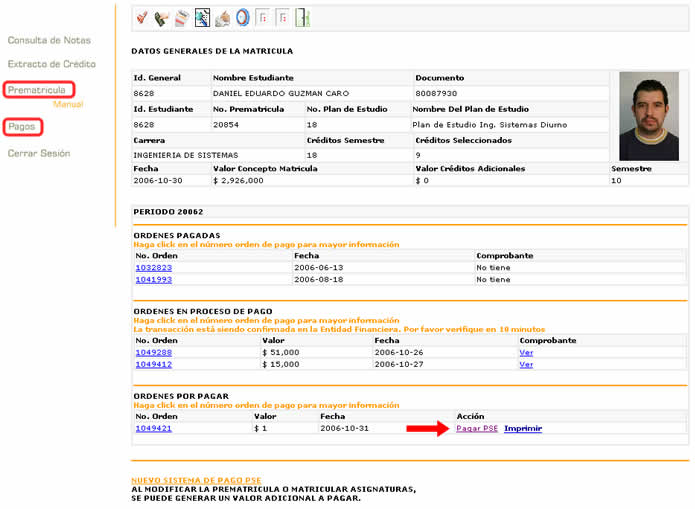 Consulta de Notas
Extracto de Crédito
Prematricula
Manual
Pagos
Cerrar Sesión
DATOS GENERALES DE LA MATRICULA
Id. General Nombre Estudiante Documento
8628 DANIEL EDUARDO GUZMAN CARO 80087930
Id. Estudiante No. Prematricula No. Plan de Estudio Nombre Del Plan de Estudio
8628 20854 18 Plan de Estudio Ing. Sistemas Diurno
Carrera Créditos Semestre Créditos Seleccionados
INGENIERIA DE SISTEMAS 18 9
Fecha Valor Concepto Matricula Valor Créditos Adicionales Semestre
2006-10-30 $ 2,926,000 $ 0 10
PERIODO 20062
ORDENES PAGADAS
Haga click en el número orden de pago para mayor información
No. Orden Fecha Comprobante
1032823 2006-06-13 No tiene
1041993 2006-08-18 No tiene
ORDENES EN PROCESO DE PAGO
Haga click en el número orden de pago para mayor información
La transacción está siendo confirmada en la Entidad Financiera. Por favor verifique en 10 minutos
No. Orden Valor Fecha Comprobante
1049288 $ 51,000 2006-10-26 Ver
1049412 $ 15,000 2006-10-27 Ver
ORDENES POR PAGAR
Haga click en el número orden de pago para mayor información
No. Orden Valor Fecha Acción
1049421 $ 1 2006-10-31 Pagar PSE Imprimir
NUEVO SISTEMA DE PAGO PSE
AL MODIFICAR LA PREMATRICULA O MATRICULAR ASIGNATURAS,
SE PUEDE GENERAR UN VALOR ADICIONAL A PAGAR.